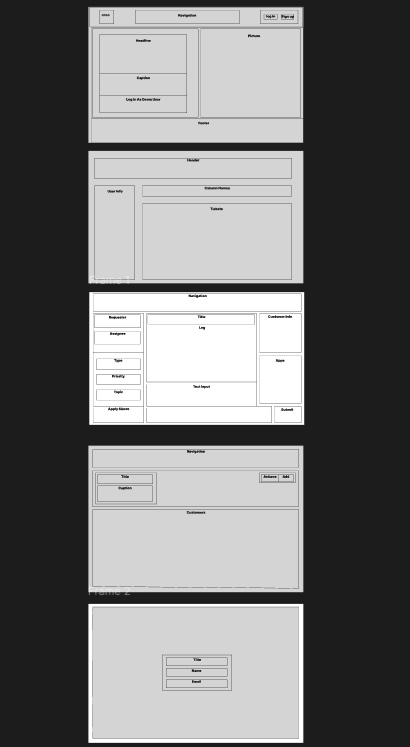 Navigation
Log In
Sign up
Headline
Picture
Caption
Log In As Demo User
Footer
Header
User Info
Column Names
Tickets
Frame 1
Navigation
Requester
Title
Customer Info
Log
Assignee
Type
Apps
Priority
Text Input
Topic
Apply Macro
Submit
Navigation
Title
Actions
Add
Caption
Customers
Frame 2
Title
Name
Email